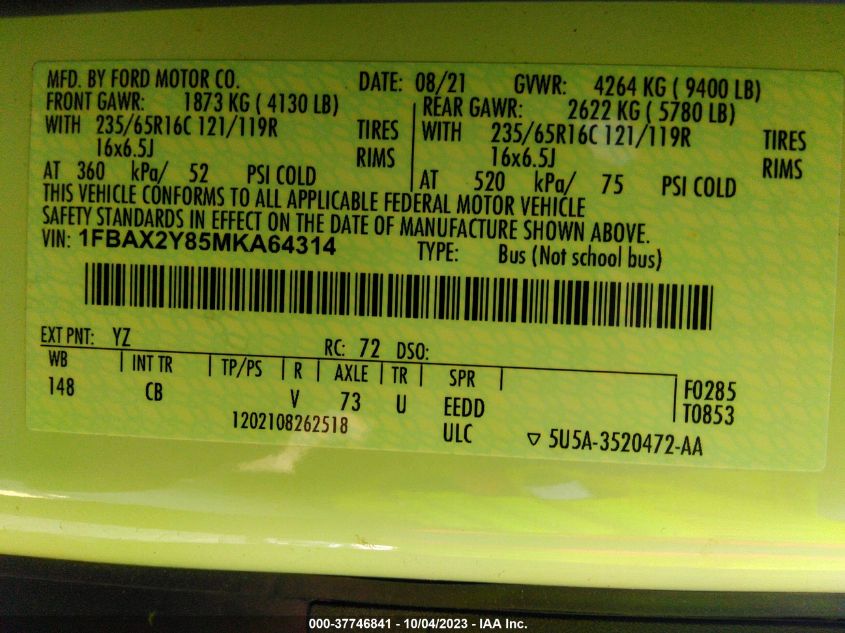 MFD. BY FORD MOTOR CO. DATE: 08/21 GVWR: 4264 KG ( 9400 LB)
FRONT GAWR: 1873 KG ( 4130 LB) REAR GAWR: 2622 KG ( 5780 LB)
WITH 235/65R16C 121/119R TIRES WITH 235/65R16C 121/119R TIRES
16x6.5J RIMS 16x6.5J RIMS
AT 360 kPa/ 52 PSI COLD AT 520 kPa/ 75 PSI COLD
THIS VEHICLE CONFORMS TO ALL APPLICABLE FEDERAL MOTOR VEHICLE
SAFETY STANDARDS IN EFFECT ON THE DATE OF MANUFACTURE SHOWN ABOVE.
VIN: 1FBAX2Y85MKA64314 TYPE: Bus (Not school bus)
EXT PNT: YZ RC: 72 DSO:
WB INT TR TP/PS R AXLE TR SPR F0285
148 CB V 73 U EEDD T0853
1202108262518 ULC 5U5A-3520472-AA
000-37746841 - 10/04/2023 - IAA Inc.